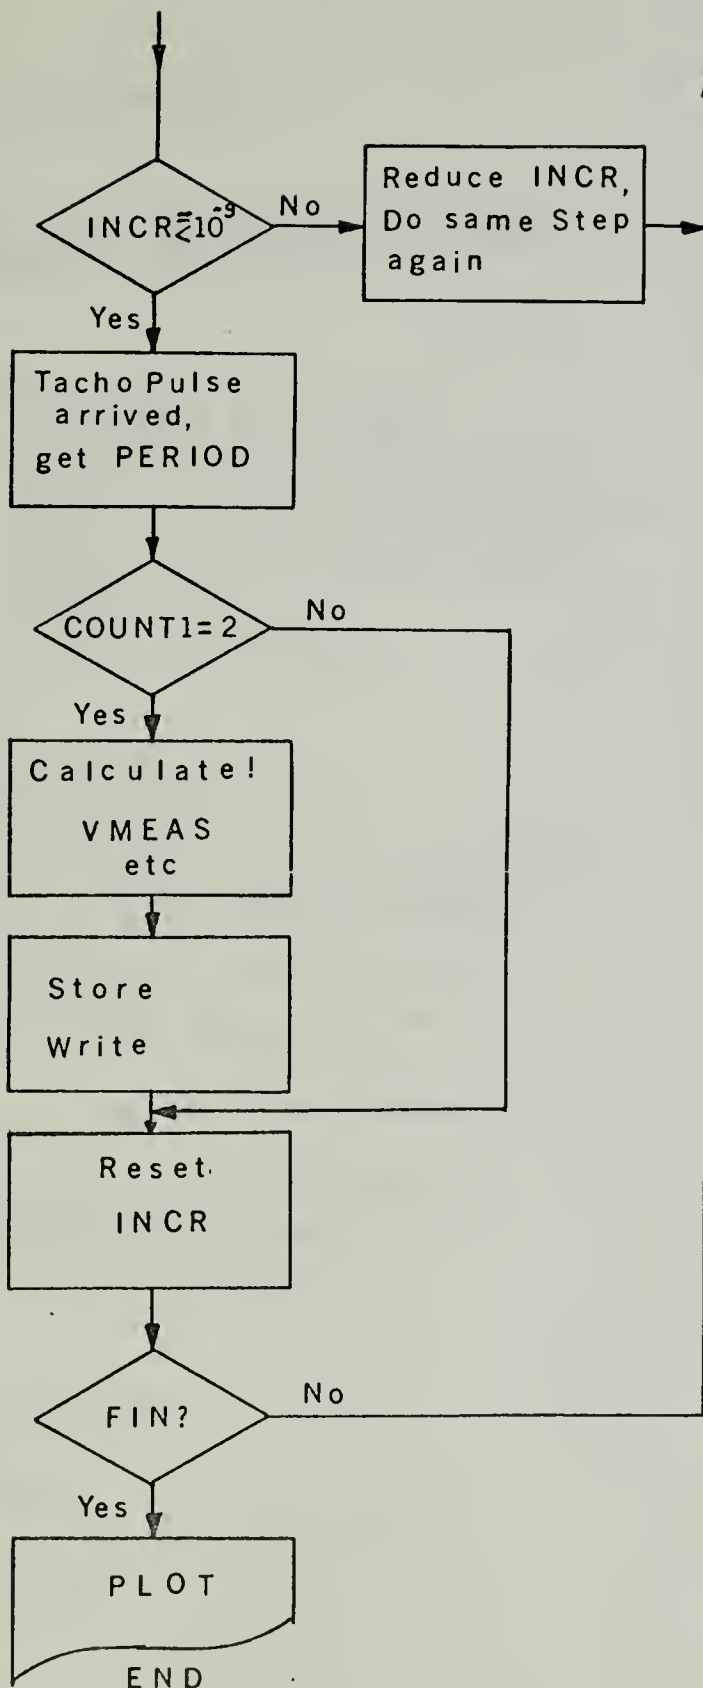 INCR≦10⁻⁹
No
Reduce INCR,
Do same Step
again
Yes
Tacho Pulse
arrived,
get PERIOD
COUNT1=2
No
Yes
Calculate!
VMEAS
etc
Store
Write
Reset.
INCR
FIN?
No
Yes
PLOT
END